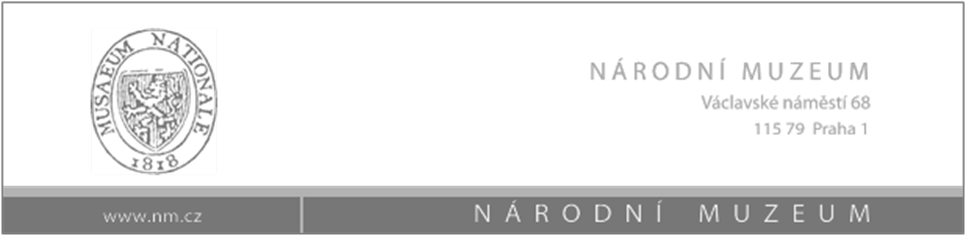 MUSAEUM NATIONALE
1818
NÁRODNÍ MUZEUM
Václavské náměstí 68
115 79 Praha 1
www.nm.cz
NÁRODNÍ MUZEUM